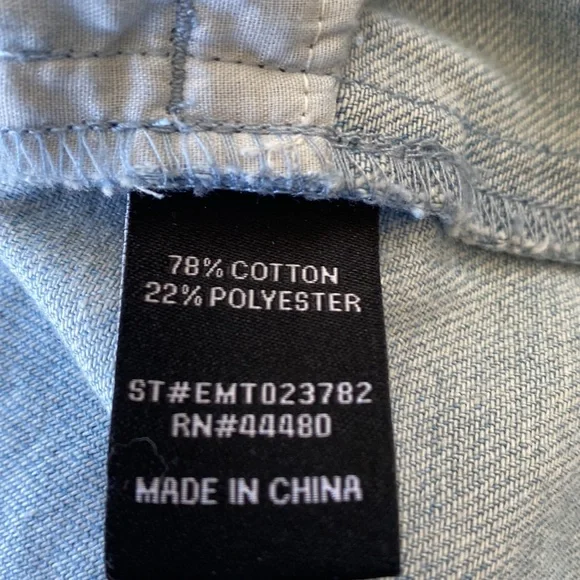 78% COTTON
22% POLYESTER
ST#EMT023782
RN#44480
MADE IN CHINA